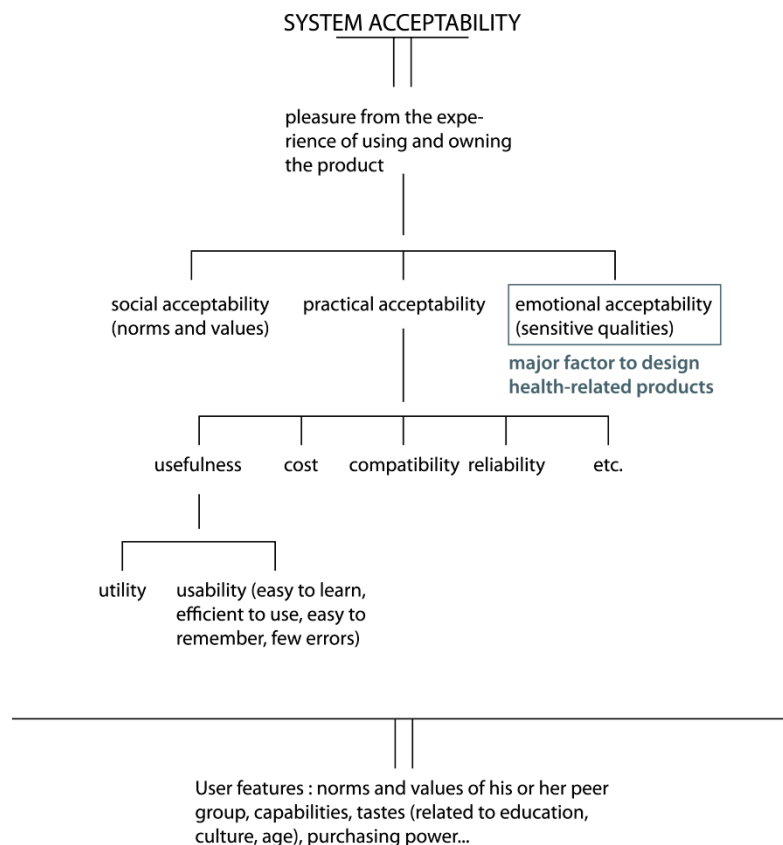 SYSTEM ACCEPTABILITY
pleasure from the expe-
rience of using and owning
the product
social acceptability
(norms and values)
practical acceptability
emotional acceptability
(sensitive qualities)
major factor to design
health-related products
usefulness
cost
compatibility
reliability
etc.
utility
usability (easy to learn,
efficient to use, easy to
remember, few errors)
User features : norms and values of his or her peer
group, capabilities, tastes (related to education,
culture, age), purchasing power...